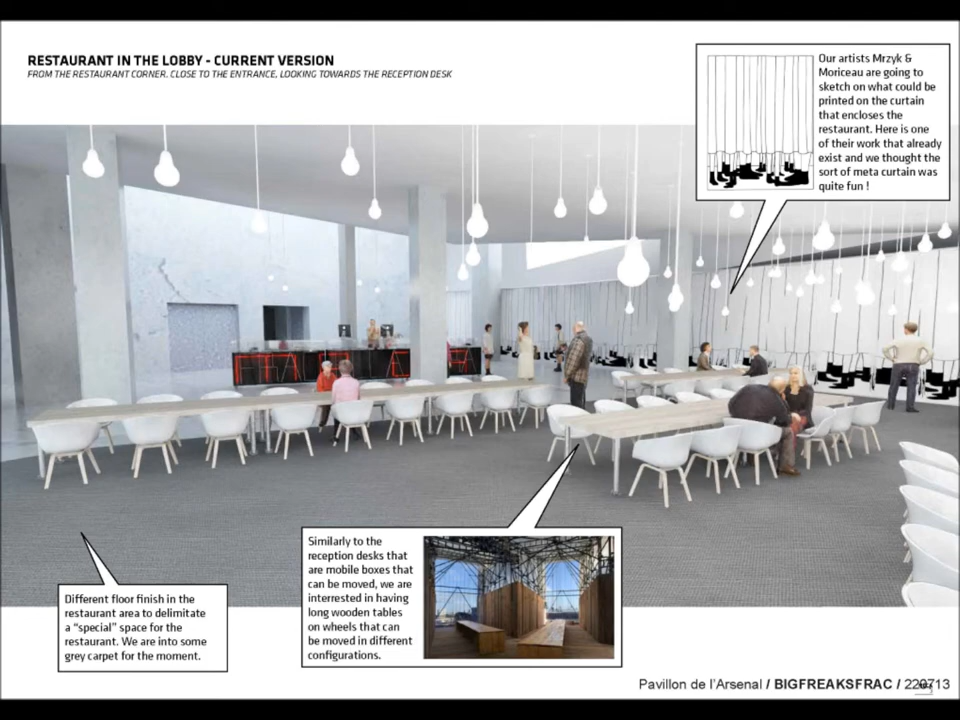 RESTAURANT IN THE LOBBY - CURRENT VERSION
FROM THE RESTAURANT CORNER, CLOSE TO THE ENTRANCE, LOOKING TOWARDS THE RECEPTION DESK
Our artists Mrzyk &
Moriceau are going to
sketch on what could be
printed on the curtain
that encloses the
restaurant. Here is one
of their work that already
exist and we thought the
sort of meta curtain was
quite fun !
Similarly to the
reception desks that
are mobile boxes that
can be moved, we are
interrested in having
long wooden tables
on wheels that can
be moved in different
configurations.
Different floor finish in the
restaurant area to delimitate
a “special” space for the
restaurant. We are into some
grey carpet for the moment.
Pavillon de l'Arsenal / BIGFREAKSFRAC / 220713